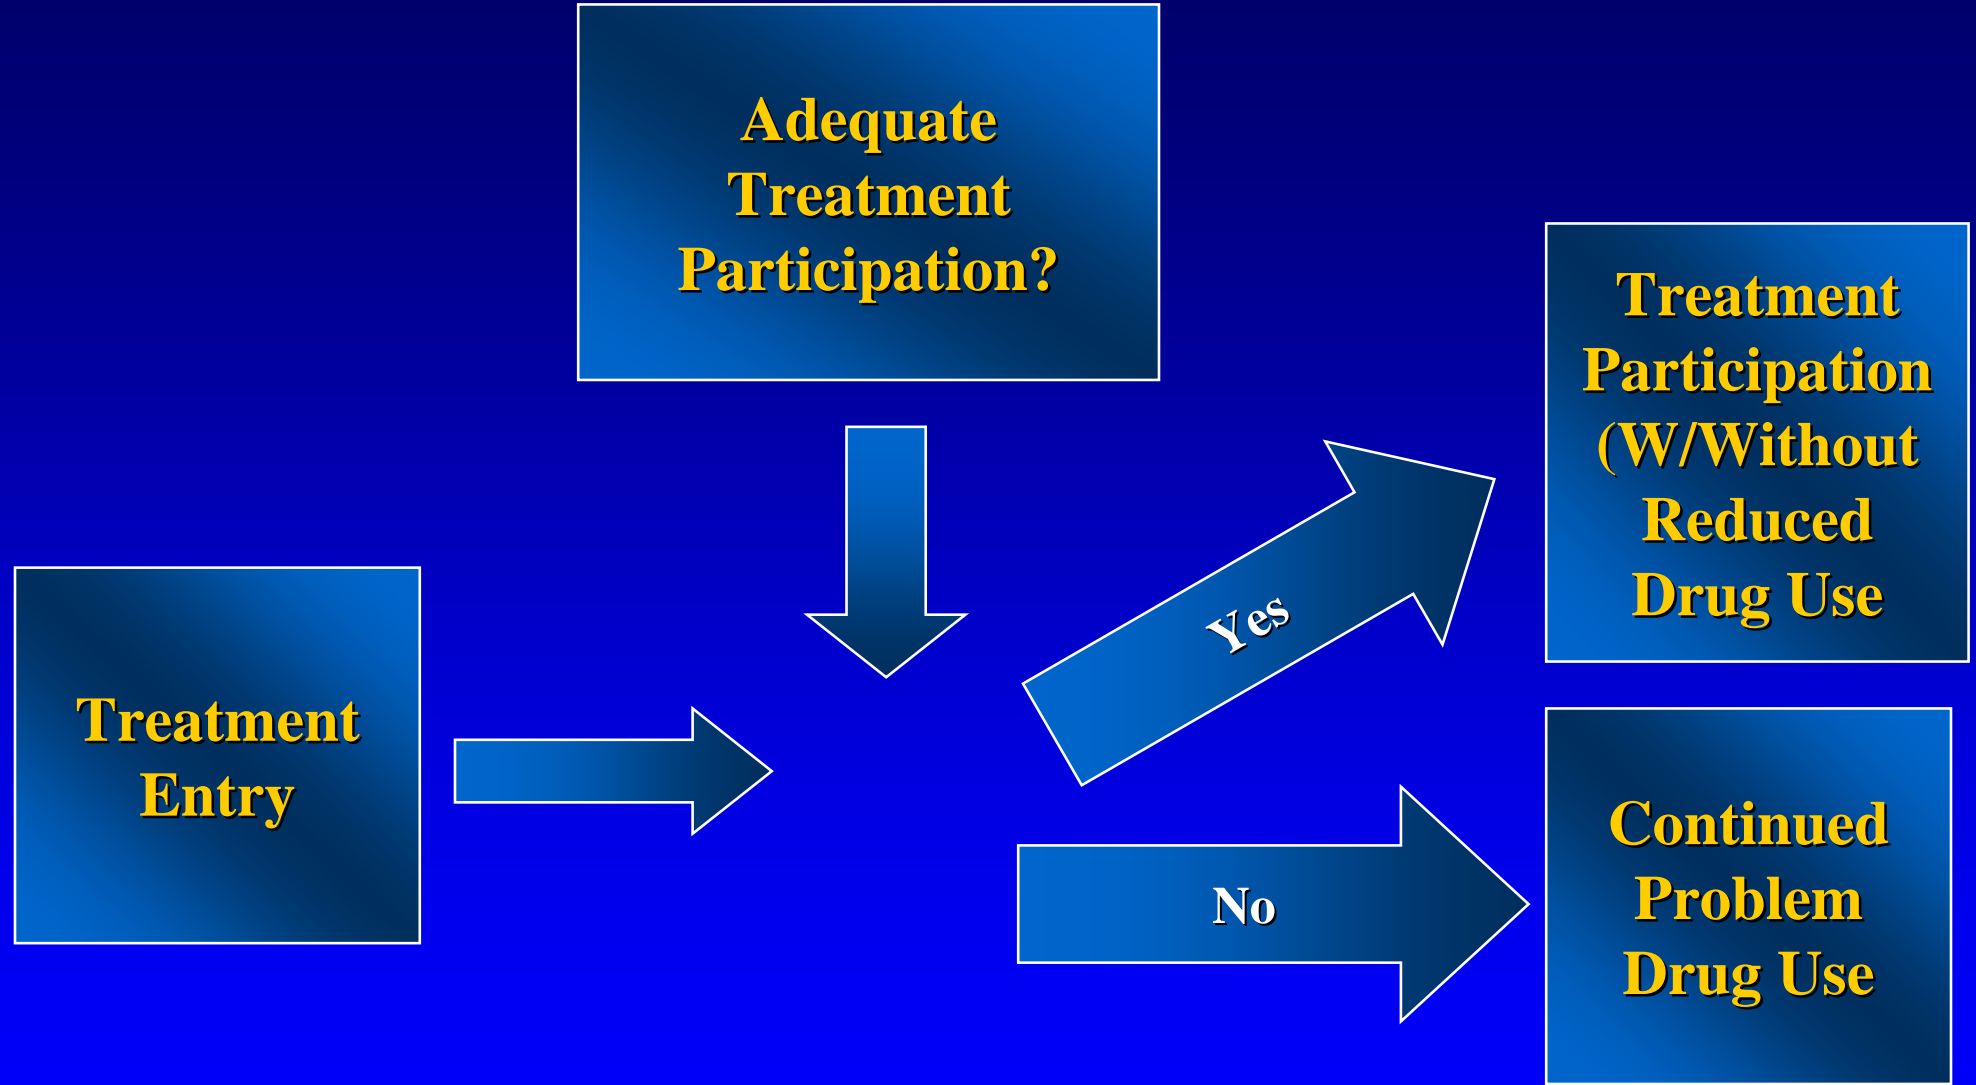 Adequate
Treatment
Participation?
Treatment
Entry
Yes
No
Treatment
Participation
(W/Without
Reduced
Drug Use
Continued
Problem
Drug Use